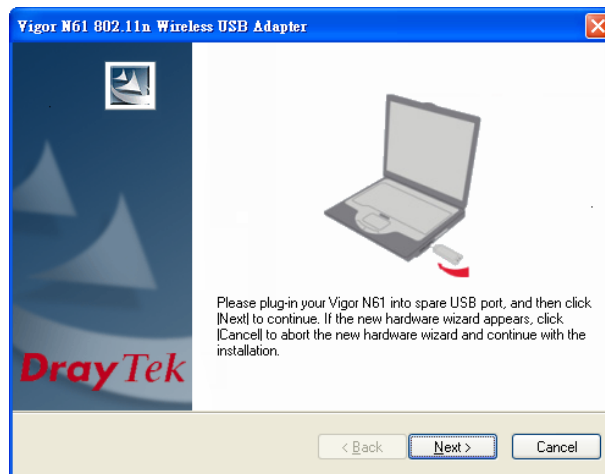 Vigor N61 802.11n Wireless USB Adapter
Please plug-in your Vigor N61 into spare USB port, and then click
|Next| to continue. If the new hardware wizard appears, click
|Cancel| to abort the new hardware wizard and continue with the
installation.
DrayTek
< Back
Next >
Cancel